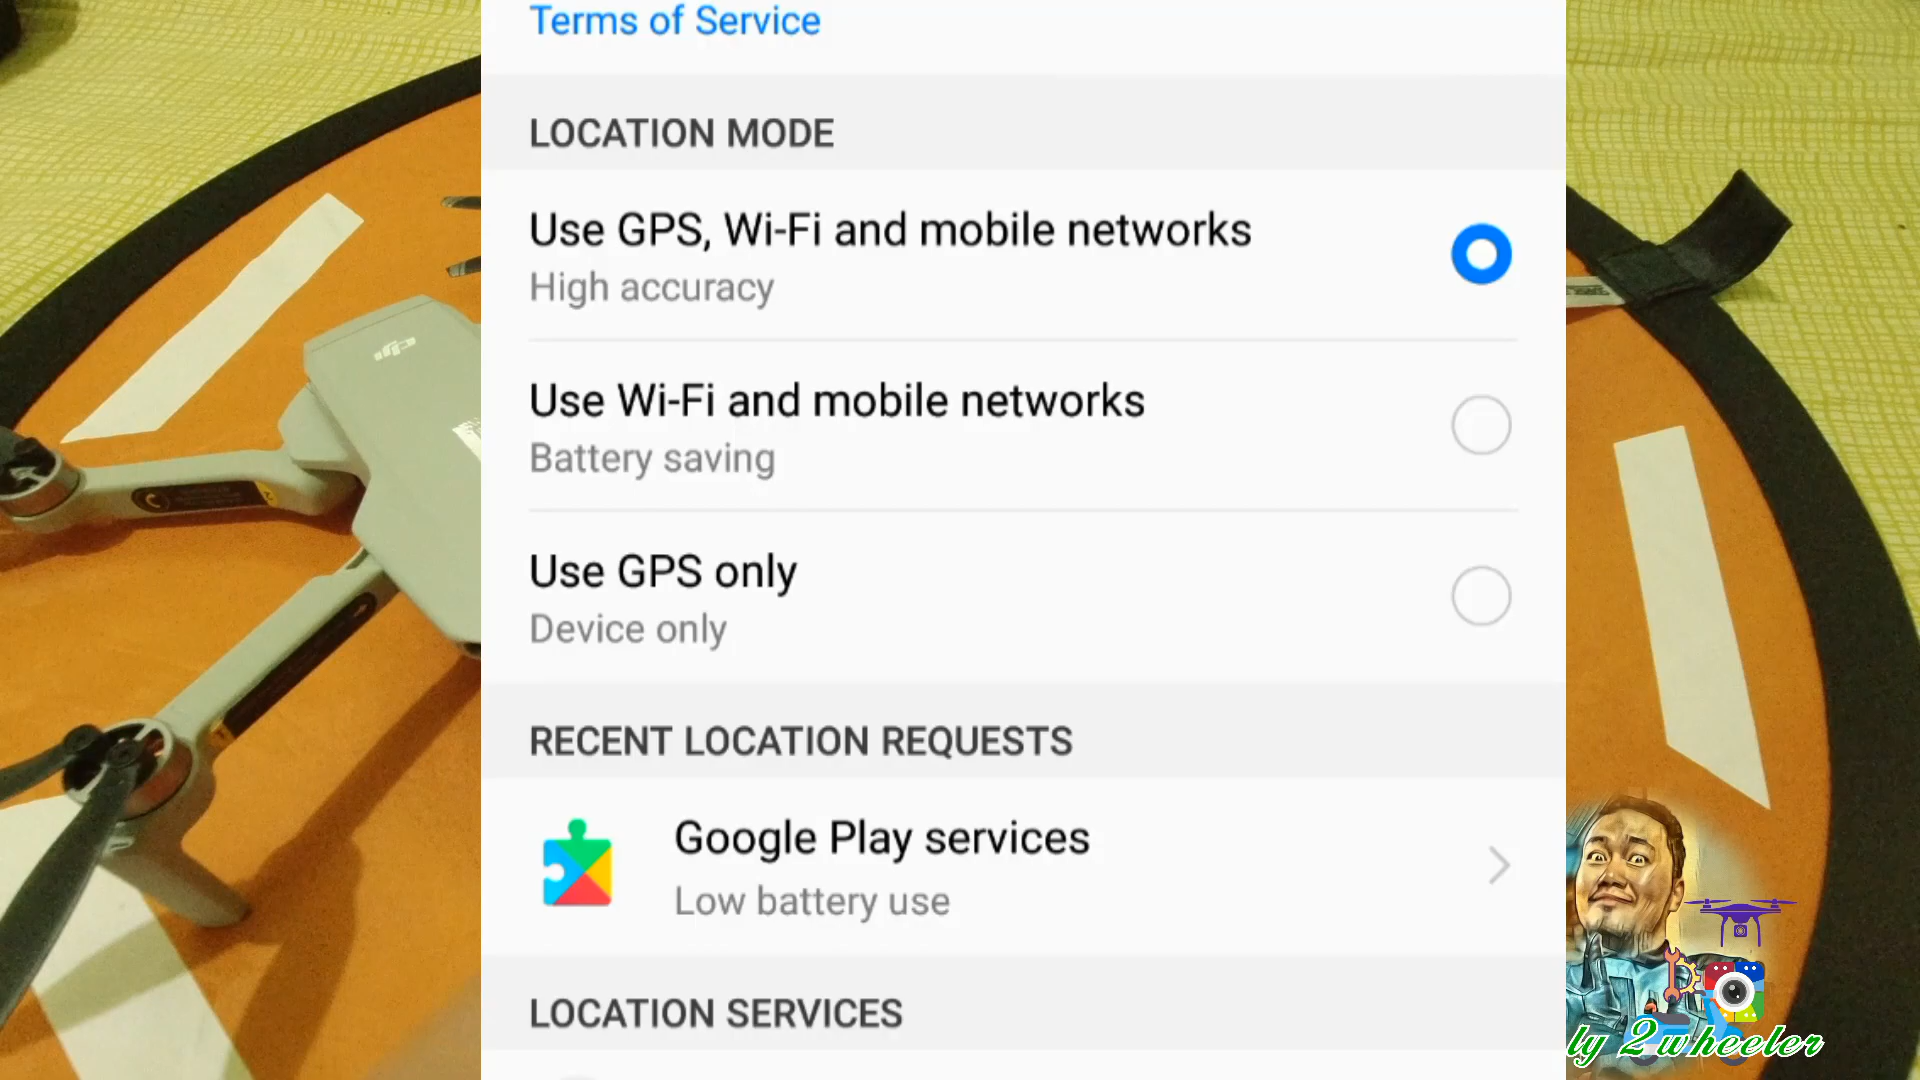 Terms of Service
LOCATION MODE
Use GPS, Wi-Fi and mobile networks
High accuracy
Use Wi-Fi and mobile networks
Battery saving
Use GPS only
Device only
RECENT LOCATION REQUESTS
Google Play services
Low battery use
LOCATION SERVICES
dji
ly 2wheeler